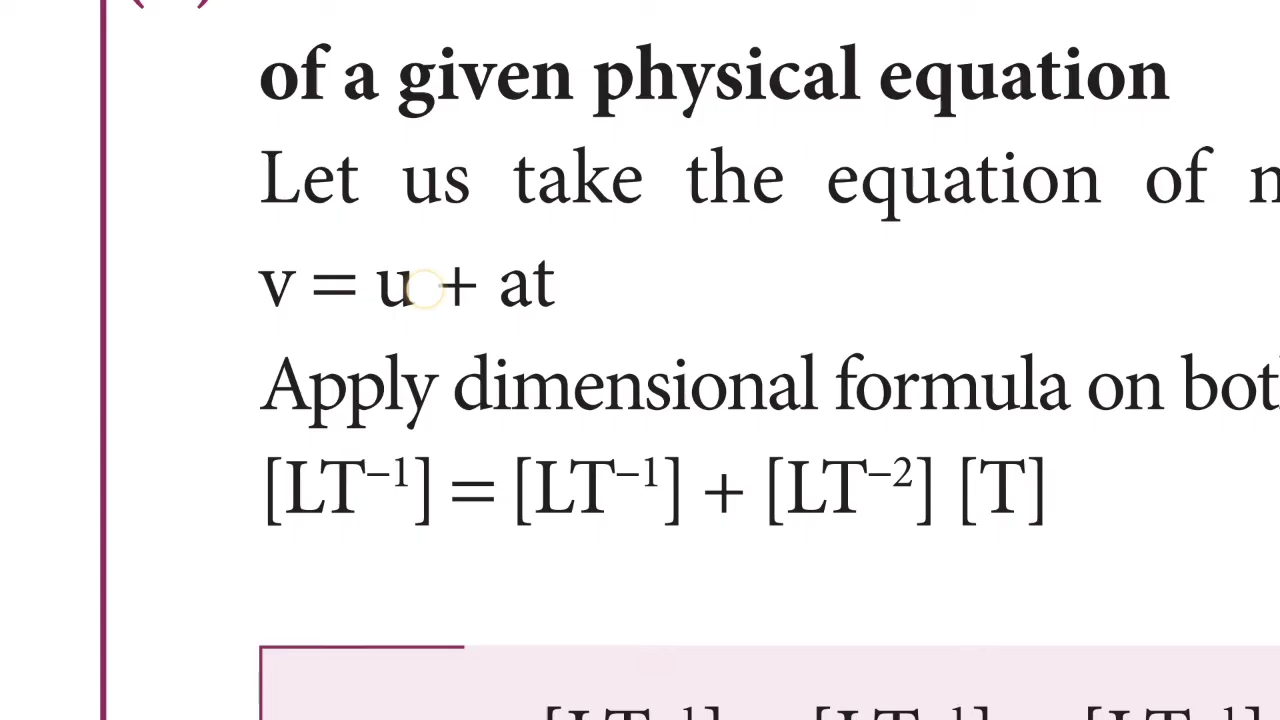 of a given physical equation
Let us take the equation of
v = u + at
Apply dimensional formula on
[LT⁻¹] = [LT⁻¹] + [LT⁻²] [T]